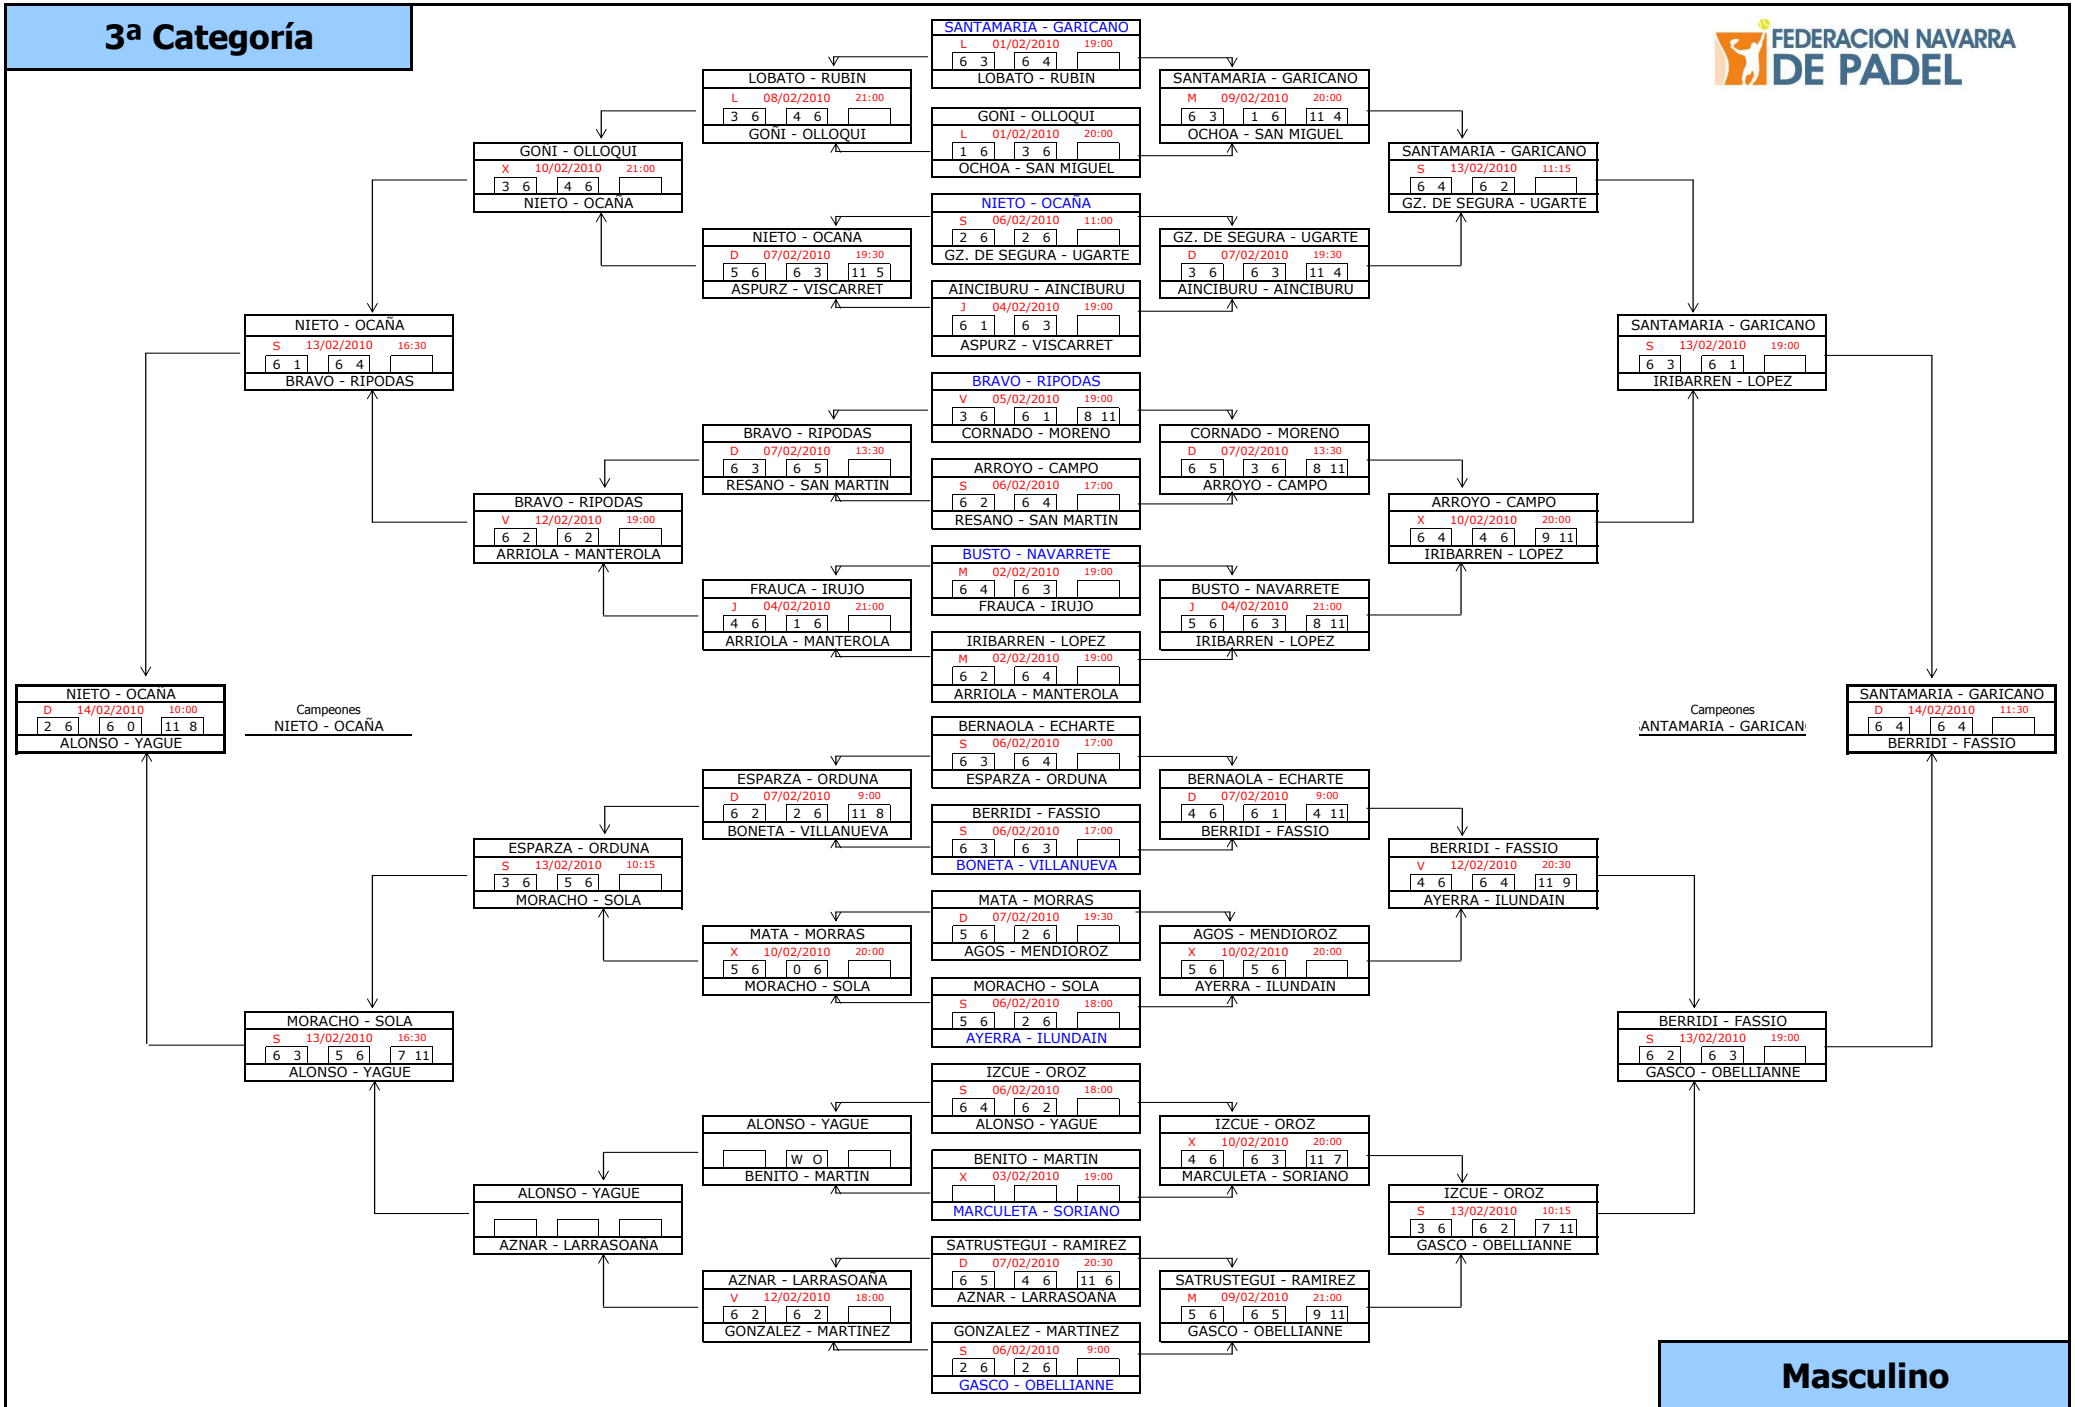 3ª Categoría
FEDERACION NAVARRA
DE PADEL
NIETO - OCAÑA
D 14/02/2010 10:00
2 6 6 0 11 8
ALONSO - YAGUE
Campeones
NIETO - OCAÑA
NIETO - OCAÑA
S 13/02/2010 16:30
6 1 6 4
BRAVO - RIPODAS
MORACHO - SOLA
S 13/02/2010 16:30
6 3 5 6 7 11
ALONSO - YAGUE
GOÑI - OLLOQUI
X 10/02/2010 21:00
3 6 4 6
NIETO - OCAÑA
BRAVO - RIPODAS
V 12/02/2010 19:00
6 2 6 2
ARRIOLA - MANTEROLA
ESPARZA - ORDUNA
S 13/02/2010 10:15
3 6 5 6
MORACHO - SOLA
ALONSO - YAGUE
AZNAR - LARRASOAÑA
LOBATO - RUBIN
L 08/02/2010 21:00
3 6 4 6
GOÑI - OLLOQUI
NIETO - OCAÑA
D 07/02/2010 19:30
5 6 6 3 11 5
ASPURZ - VISCARRET
BRAVO - RIPODAS
D 07/02/2010 13:30
6 3 6 5
RESANO - SAN MARTIN
FRAUCA - IRUJO
J 04/02/2010 21:00
4 6 1 6
ARRIOLA - MANTEROLA
ESPARZA - ORDUNA
D 07/02/2010 9:00
6 2 2 6 11 8
BONETA - VILLANUEVA
MATA - MORRAS
X 10/02/2010 20:00
5 6 0 6
MORACHO - SOLA
ALONSO - YAGUE
W O
BENITO - MARTIN
AZNAR - LARRASOAÑA
V 12/02/2010 18:00
6 2 6 2
GONZALEZ - MARTINEZ
SANTAMARIA - GARICANO
L 01/02/2010 19:00
6 3 6 4
LOBATO - RUBIN
GOÑI - OLLOQUI
L 01/02/2010 20:00
1 6 3 6
OCHOA - SAN MIGUEL
NIETO - OCAÑA
S 06/02/2010 11:00
2 6 2 6
GZ. DE SEGURA - UGARTE
AINCIBURU - AINCIBURU
J 04/02/2010 19:00
6 1 6 3
ASPURZ - VISCARRET
BRAVO - RIPODAS
V 05/02/2010 19:00
3 6 6 1 8 11
CORNADO - MORENO
ARROYO - CAMPO
S 06/02/2010 17:00
6 2 6 4
RESANO - SAN MARTIN
BUSTO - NAVARRETE
M 02/02/2010 19:00
6 4 6 3
FRAUCA - IRUJO
IRIBARREN - LOPEZ
M 02/02/2010 19:00
6 2 6 4
ARRIOLA - MANTEROLA
BERNAOLA - ECHARTE
S 06/02/2010 17:00
6 3 6 4
ESPARZA - ORDUNA
BERRIDI - FASSIO
S 06/02/2010 17:00
6 3 6 3
BONETA - VILLANUEVA
MATA - MORRAS
D 07/02/2010 19:30
5 6 2 6
AGOS - MENDIOROZ
MORACHO - SOLA
S 06/02/2010 18:00
5 6 2 6
AYERRA - ILUNDAIN
IZCUE - OROZ
S 06/02/2010 18:00
6 4 6 2
ALONSO - YAGUE
BENITO - MARTIN
X 03/02/2010 19:00
MARCULETA - SORIANO
SATRUSTEGUI - RAMIREZ
D 07/02/2010 20:30
6 5 4 6 11 6
AZNAR - LARRASOAÑA
GONZALEZ - MARTINEZ
S 06/02/2010 9:00
2 6 2 6
GASCO - OBELLIANNE
SANTAMARIA - GARICANO
M 09/02/2010 20:00
6 3 1 6 11 4
OCHOA - SAN MIGUEL
GZ. DE SEGURA - UGARTE
D 07/02/2010 19:30
3 6 6 3 11 4
AINCIBURU - AINCIBURU
CORNADO - MORENO
D 07/02/2010 13:30
6 5 3 6 8 11
ARROYO - CAMPO
BUSTO - NAVARRETE
J 04/02/2010 21:00
5 6 6 3 8 11
IRIBARREN - LOPEZ
BERNAOLA - ECHARTE
D 07/02/2010 9:00
4 6 6 1 4 11
BERRIDI - FASSIO
AGOS - MENDIOROZ
X 10/02/2010 20:00
5 6 5 6
AYERRA - ILUNDAIN
IZCUE - OROZ
X 10/02/2010 20:00
4 6 6 3 11 7
MARCULETA - SORIANO
SATRUSTEGUI - RAMIREZ
M 09/02/2010 21:00
5 6 6 5 9 11
GASCO - OBELLIANNE
SANTAMARIA - GARICANO
S 13/02/2010 11:15
6 4 6 2
GZ. DE SEGURA - UGARTE
ARROYO - CAMPO
X 10/02/2010 20:00
6 4 4 6 9 11
IRIBARREN - LOPEZ
BERRIDI - FASSIO
V 12/02/2010 20:30
4 6 6 4 11 9
AYERRA - ILUNDAIN
IZCUE - OROZ
S 13/02/2010 10:15
3 6 6 2 7 11
GASCO - OBELLIANNE
SANTAMARIA - GARICANO
S 13/02/2010 19:00
6 3 6 1
IRIBARREN - LOPEZ
BERRIDI - FASSIO
S 13/02/2010 19:00
6 2 6 3
GASCO - OBELLIANNE
Campeones
SANTAMARIA - GARICANO
SANTAMARIA - GARICANO
D 14/02/2010 11:30
6 4 6 4
BERRIDI - FASSIO
Masculino